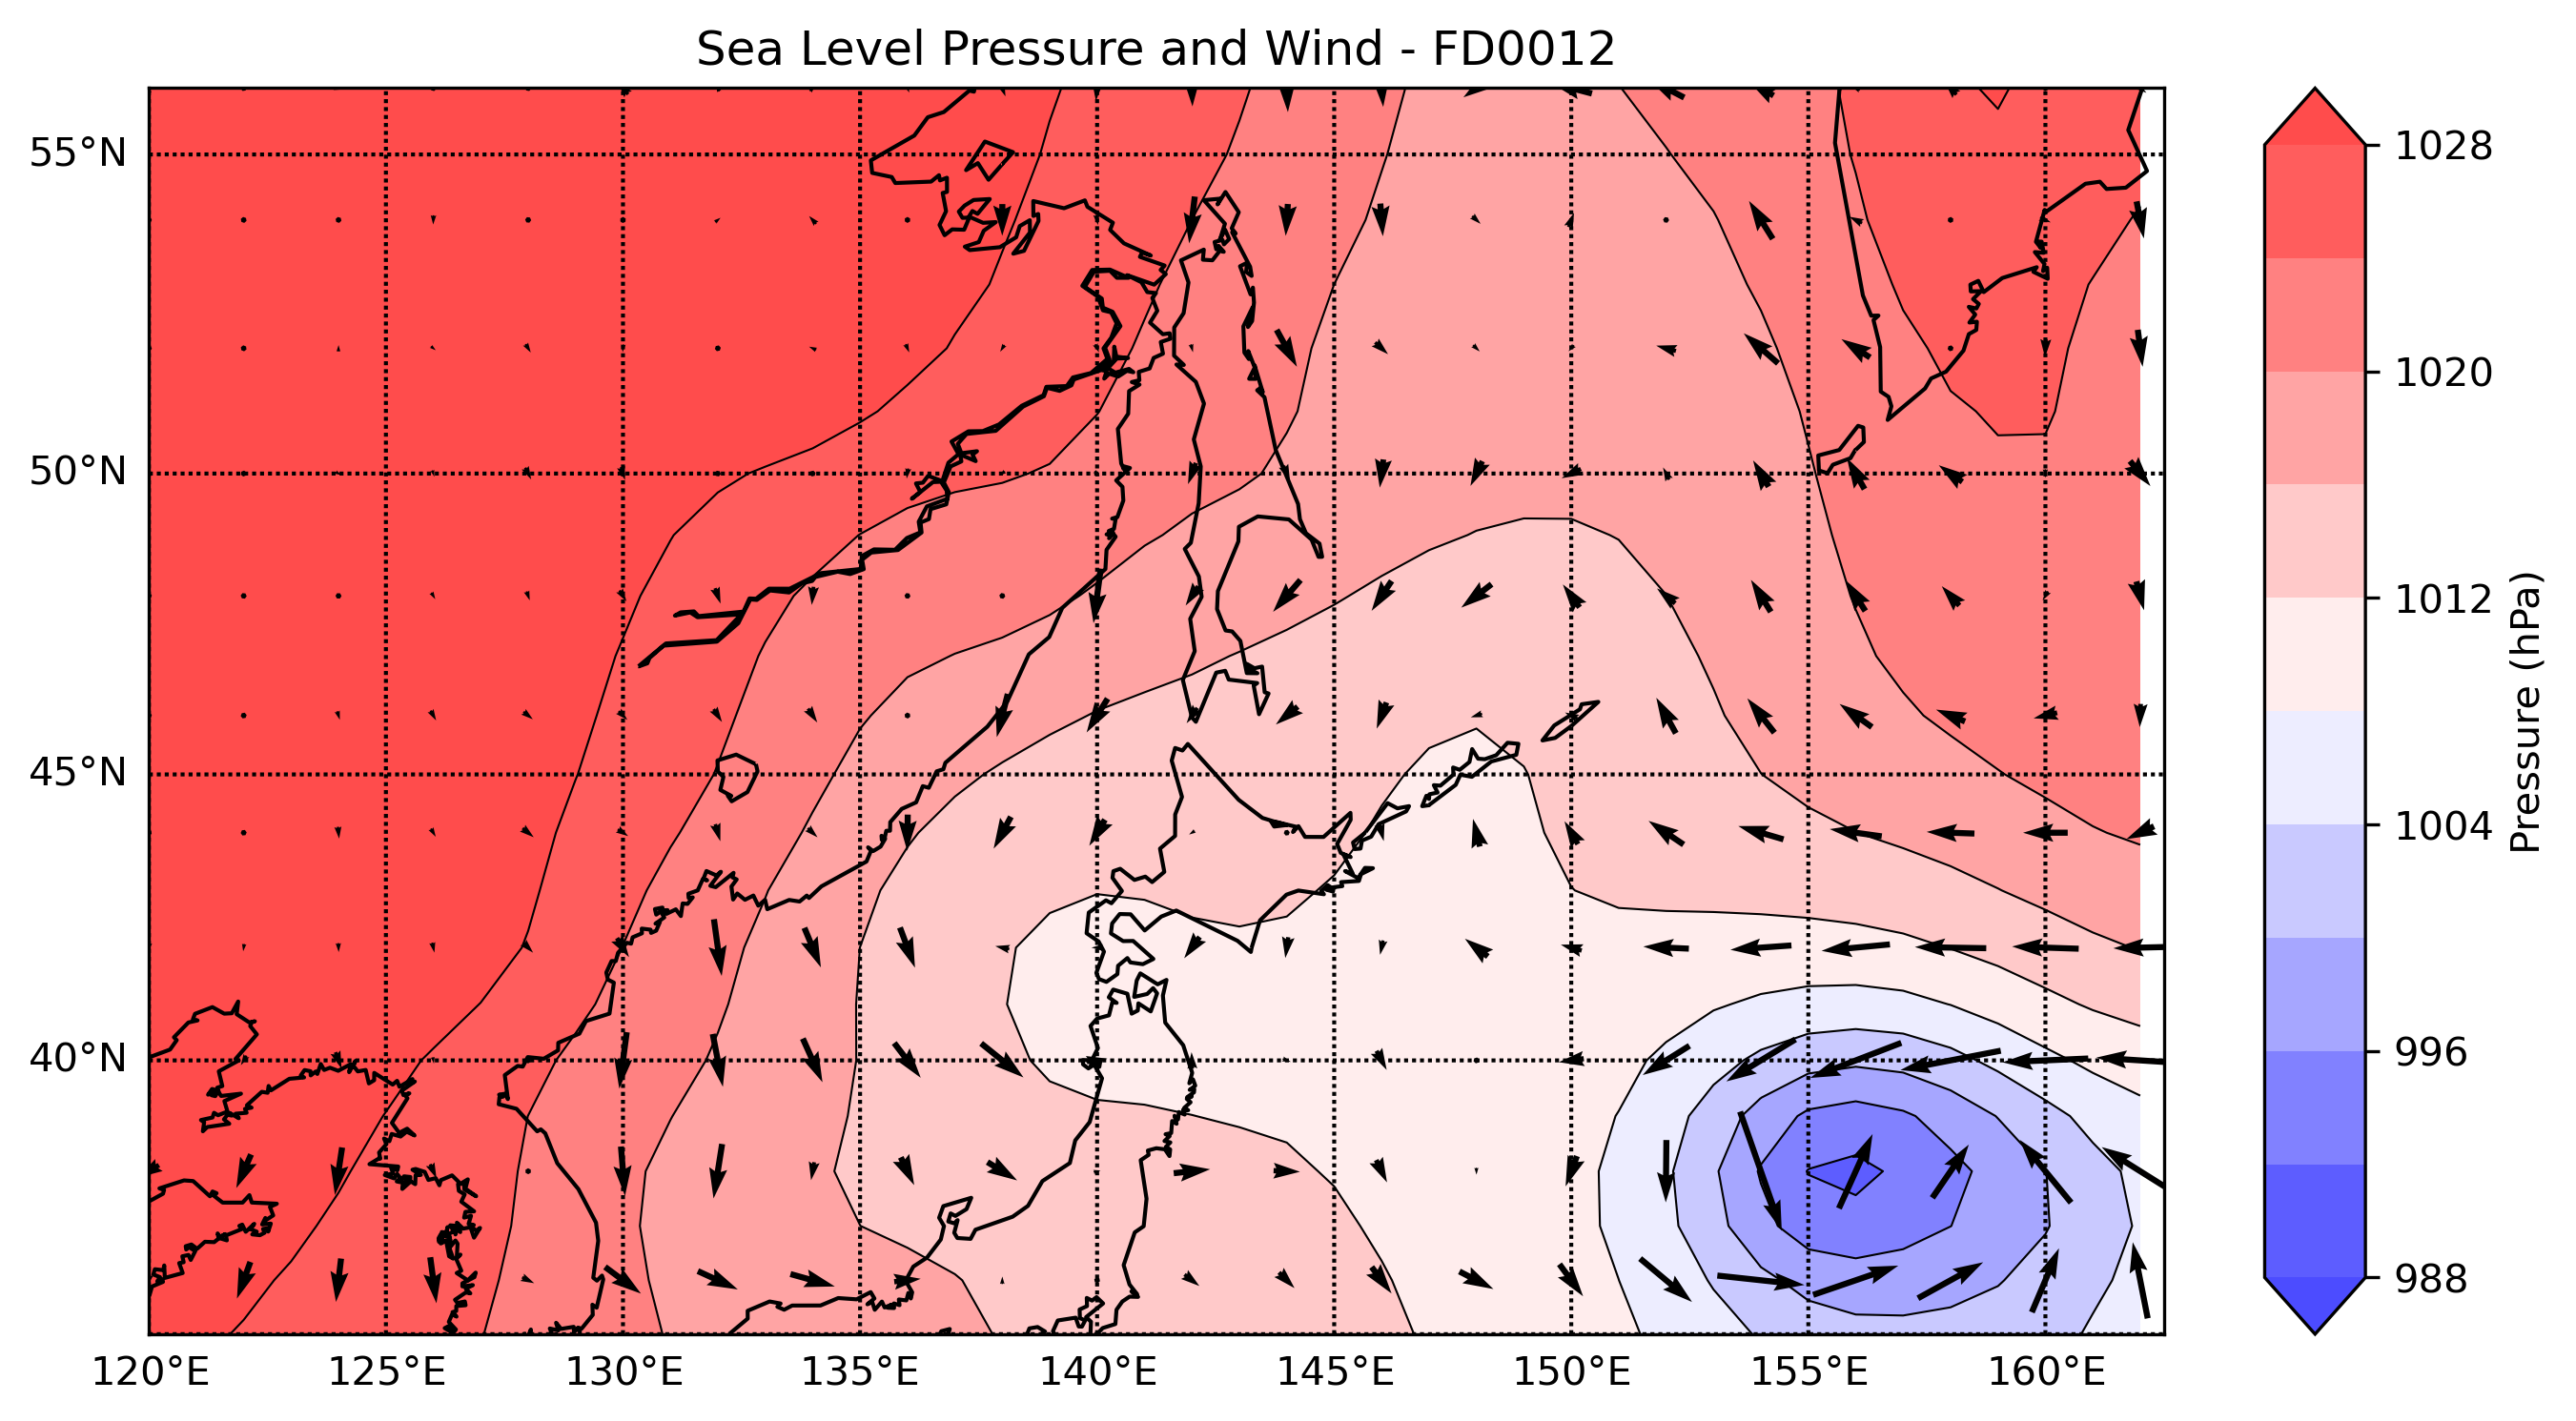 Sea Level Pressure and Wind - FD0012
55°N
50°N
45°N
40°N
120°E 125°E 130°E 135°E 140°E 145°E 150°E 155°E 160°E
1028
1020
1012
1004
996
988
Pressure (hPa)